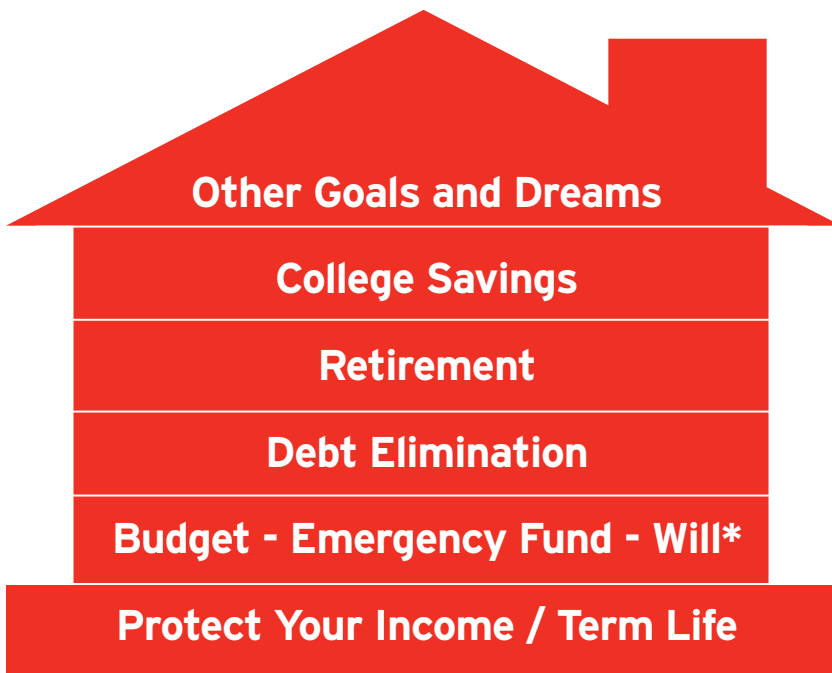 Other Goals and Dreams
College Savings
Retirement
Debt Elimination
Budget - Emergency Fund - Will*
Protect Your Income / Term Life